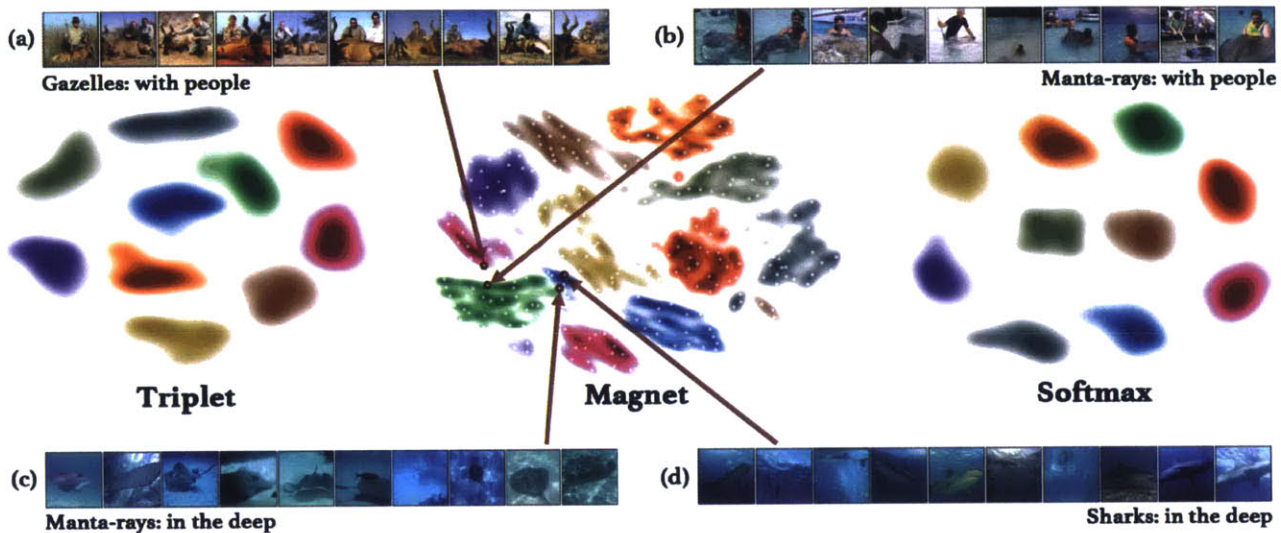 (a)
(b)
Gazelles: with people
Manta-rays: with people
Triplet
Magnet
Softmax
(c)
(d)
Manta-rays: in the deep
Sharks: in the deep